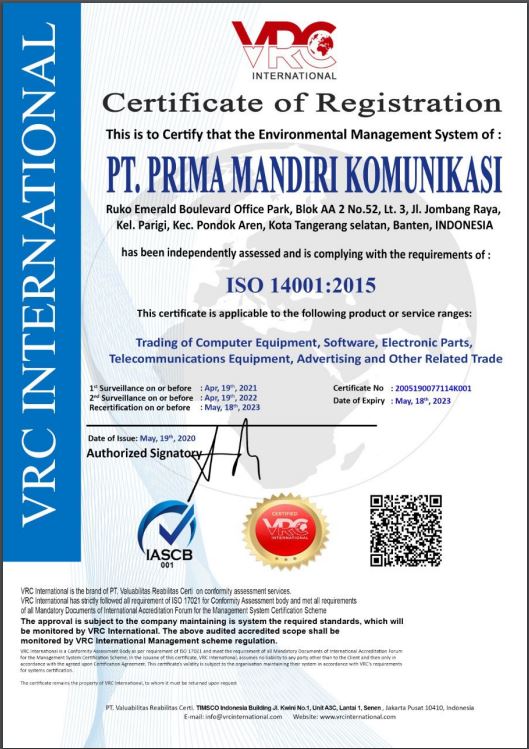 VRC INTERNATIONAL
VRC
INTERNATIONAL
Certificate of Registration
This is to Certify that the Environmental Management System of :
PT. PRIMA MANDIRI KOMUNIKASI
Ruko Emerald Boulevard Office Park, Blok AA 2 No.52, Lt. 3, Jl. Jombang Raya,
Kel. Parigi, Kec. Pondok Aren, Kota Tangerang selatan, Banten, INDONESIA
has been independently assessed and is complying with the requirements of :
ISO 14001:2015
This certificate is applicable to the following product or service ranges:
Trading of Computer Equipment, Software, Electronic Parts,
Telecommunications Equipment, Advertising and Other Related Trade
1st Surveillance on or before : Apr, 19th, 2021
2nd Surveillance on or before : Apr, 19th, 2022
Recertification on or before : May, 18th, 2023
Certificate No : 2005190077114K001
Date of Expiry : May, 18th, 2023
Date of Issue: May, 19th, 2020
Authorized Signatory
IASCB
001
CERTIFIED
VRC
INTERNATIONAL
VRC International is the brand of PT. Valuabilitas Reabilitas Certi on conformity assessment services.
VRC International has strictly followed all requirement of ISO 17021 for Conformity Assessment body and met all requirements
of all Mandatory Documents of International Accreditation Forum for the Management System Certification Scheme
The approval is subject to the company maintaining is system the required standards, which will
be monitored by VRC International. The above audited accredited scope shall be
monitored by VRC International Management scheme regulation.
VRC International is a Conformity Assessment Body as per requirement of ISO 17021 and meet the requirement of all Mandatory Documents of International Accreditation Forum
for the Management System Certification Scheme, in the issuse of this certificate, VRC International, assumes no liability to any party other than to the Client and then only in
accordance with the agreed upon Certification Agreement. This certificate's validity is subject to the organisation maintaining their system in accordance with VRC's requirements
for systems certification.
The certificate remains the property of VRC International, to whom it must be returned upon request
PT. Valuabilitas Reabilitas Certi. TIMSCO Indonesia Building Jl. Kwini No.1, Unit A3C, Lantai 1, Senen , Jakarta Pusat 10410, Indonesia
E-mail: info@vrcinternational.com Website: www.vrcinternational.com